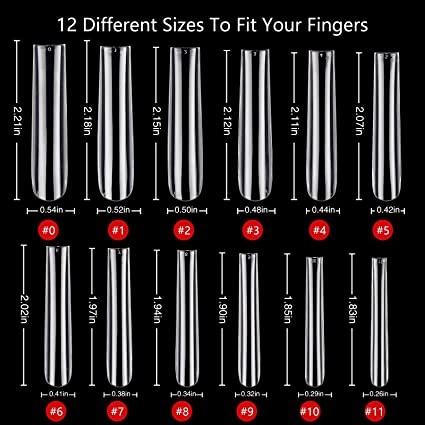 12 Different Sizes To Fit Your Fingers
2.21in
2.18in
2.15in
2.12in
2.11in
2.07in
0.54in
0.52in
0.50in
0.48in
0.44in
0.42in
#0
#1
#2
#3
#4
#5
2.02in
1.97in
1.94in
1.90in
1.85in
1.83in
0.41in
0.38in
0.34in
0.32in
0.29in
0.26in
#6
#7
#8
#9
#10
#11